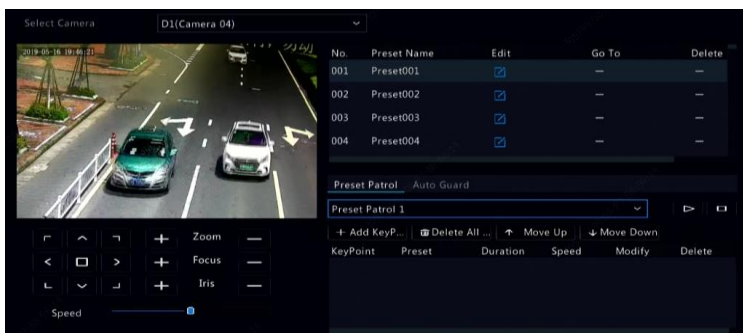 Select Camera D1(Camera 04)
2019-05-16 19:46:21
No. Preset Name Edit Go To Delete
001 Preset001
002 Preset002
003 Preset003
004 Preset004
Preset Patrol Auto Guard
Preset Patrol 1
+ Add KeyP... Delete All ... Move Up Move Down
KeyPoint Preset Duration Speed Modify Delete
Zoom
Focus
Iris
Speed